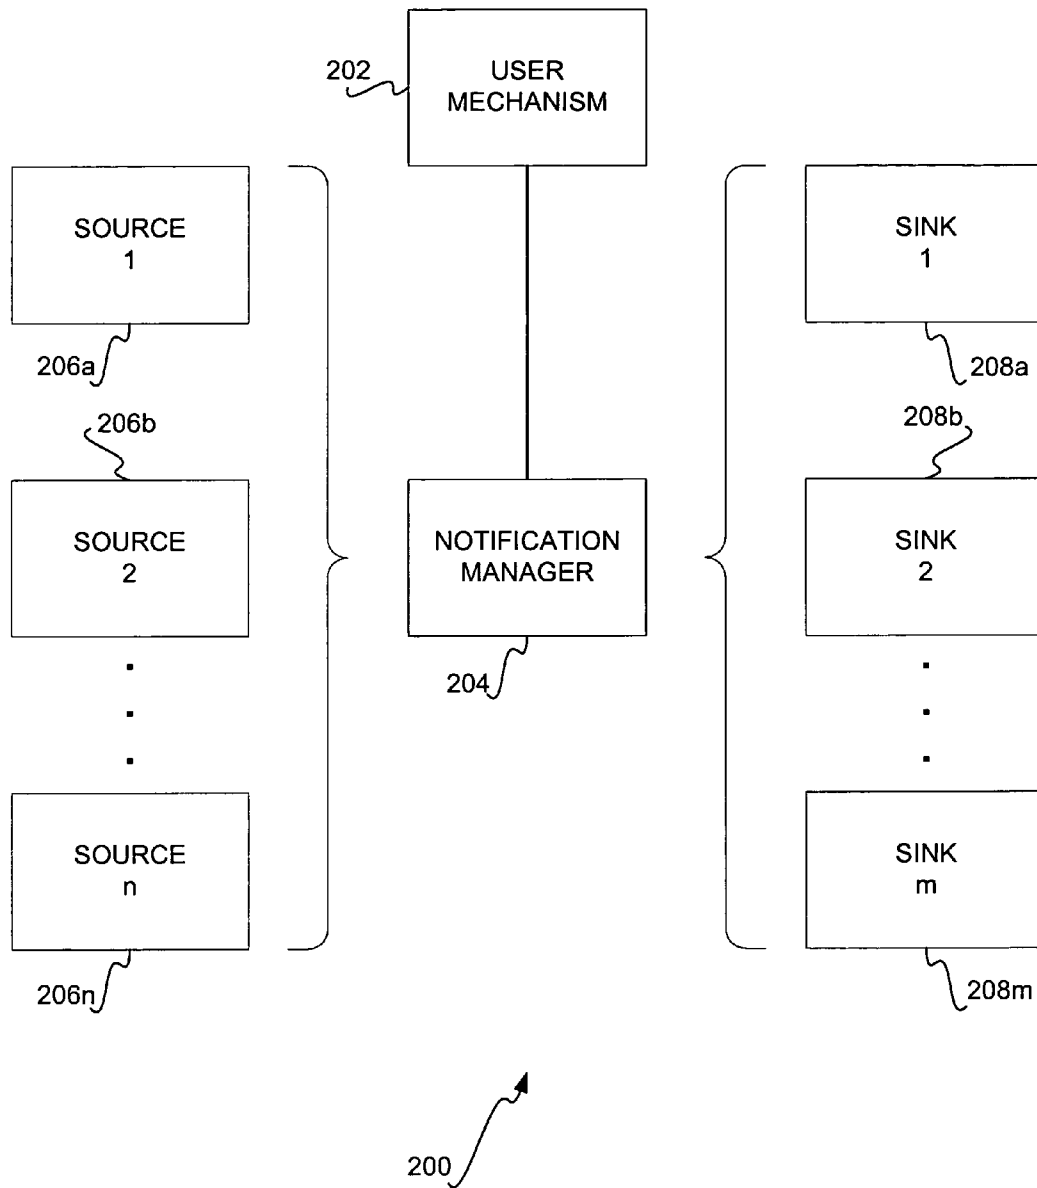 USER
MECHANISM
202
SOURCE
1
206a
SINK
1
208a
206b
SOURCE
2
NOTIFICATION
MANAGER
204
208b
SINK
2
.
.
.
.
.
.
SOURCE
n
206n
SINK
m
208m
200